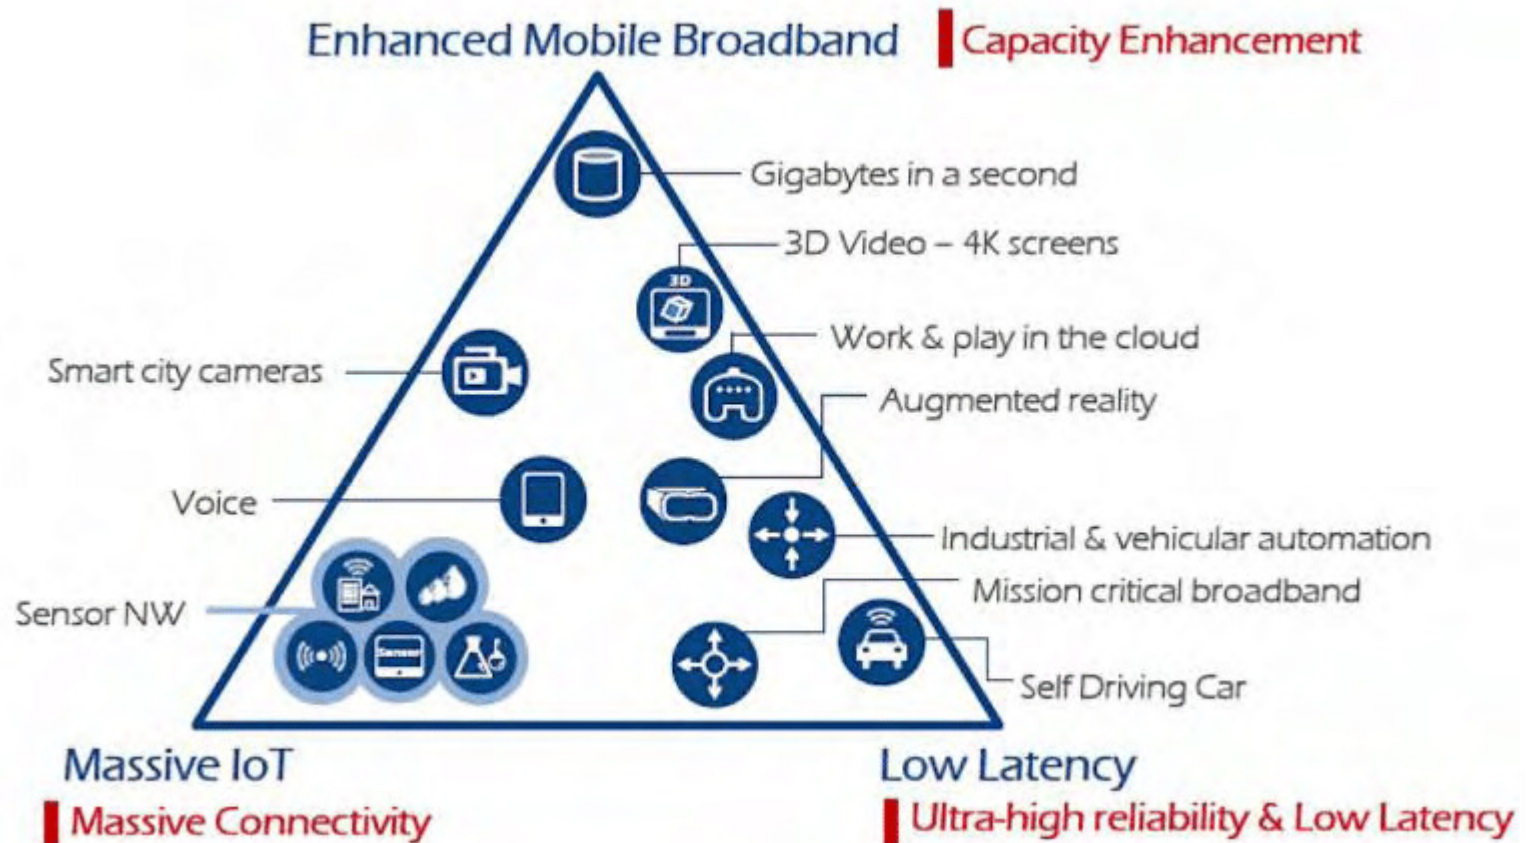 Enhanced Mobile Broadband
Capacity Enhancement
Gigabytes in a second
3D Video – 4K screens
3D
Work & play in the cloud
Smart city cameras
Augmented reality
Voice
Industrial & vehicular automation
Mission critical broadband
Sensor NW
Sensor
Self Driving Car
Massive IoT
Low Latency
Massive Connectivity
Ultra-high reliability & Low Latency